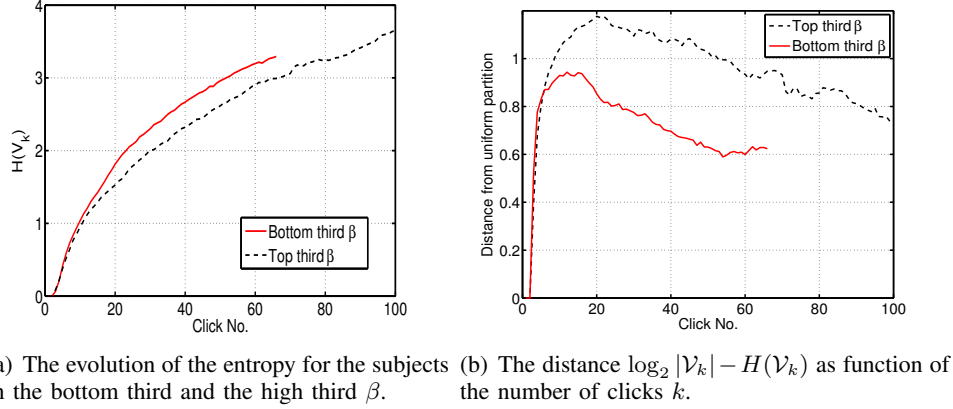 4
3
2
1
0
H(V_k)
0 20 40 60 80 100
Click No.
Bottom third β
Top third β
1
0.8
0.6
0.4
0.2
0
Distance from uniform partition
0 20 40 60 80 100
Click No.
Top third β
Bottom third β
a) The evolution of the entropy for the subjects
the bottom third and the high third β.
(b) The distance log₂ |𝒱ₖ| − H(𝒱ₖ) as function of
the number of clicks k.